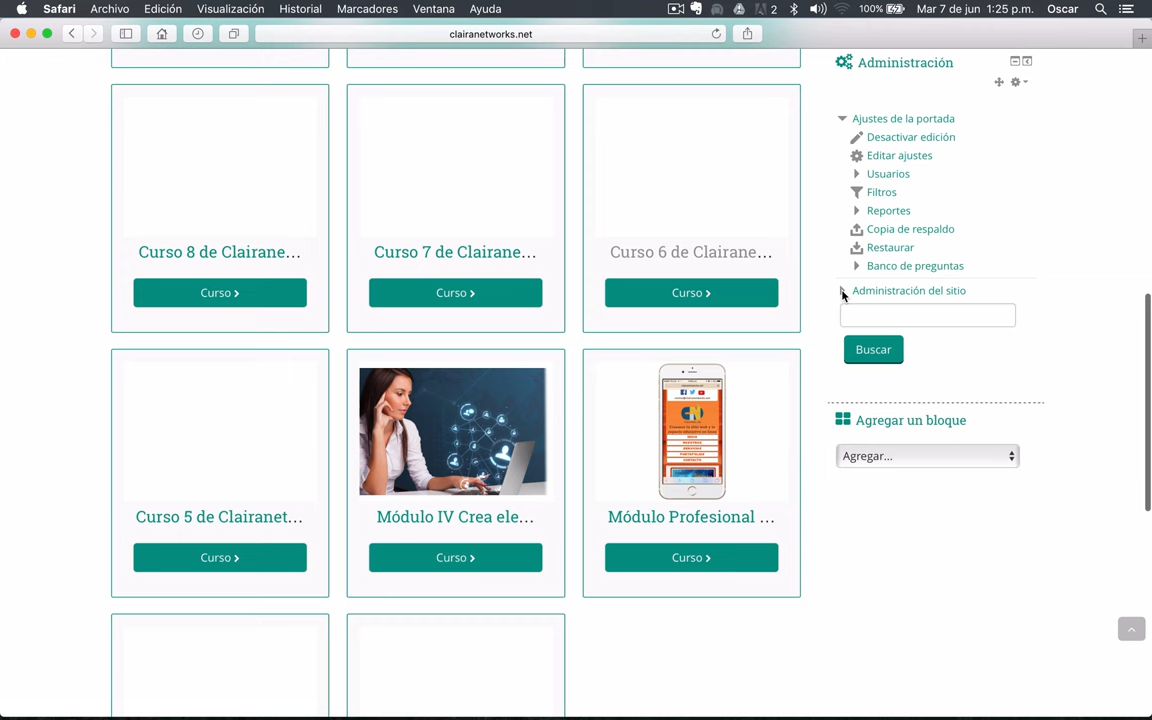 Safari Archivo Edición Visualización Historial Marcadores Ventana Ayuda 2 100% Mar 7 de jun 1:25 p.m. Oscar
clairanetworks.net
Administración
Ajustes de la portada
Desactivar edición
Editar ajustes
Usuarios
Filtros
Reportes
Copia de respaldo
Restaurar
Banco de preguntas
Administración del sitio
Buscar
Agregar un bloque
Agregar...
Curso 8 de Clairane...
Curso >
Curso 7 de Clairane...
Curso >
Curso 6 de Clairane...
Curso >
Curso 5 de Clairanet...
Curso >
Módulo IV Crea ele...
Curso >
Módulo Profesional ...
Curso >